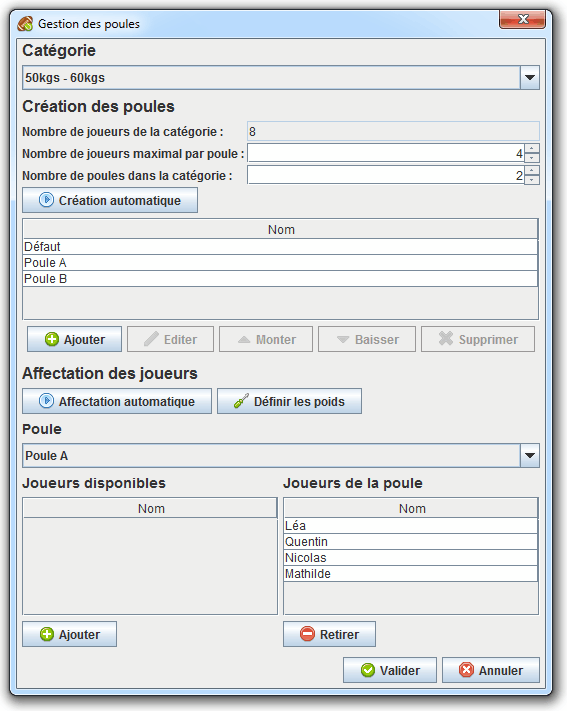 Gestion des poules
Catégorie
50kgs - 60kgs
Création des poules
Nombre de joueurs de la catégorie : 8
Nombre de joueurs maximal par poule : 4
Nombre de poules dans la catégorie : 2
Création automatique
Nom
Défaut
Poule A
Poule B
Ajouter Editer Monter Baisser Supprimer
Affectation des joueurs
Affectation automatique Définir les poids
Poule
Poule A
Joueurs disponibles Joueurs de la poule
Nom Nom
Léa
Quentin
Nicolas
Mathilde
Ajouter Retirer
Valider Annuler